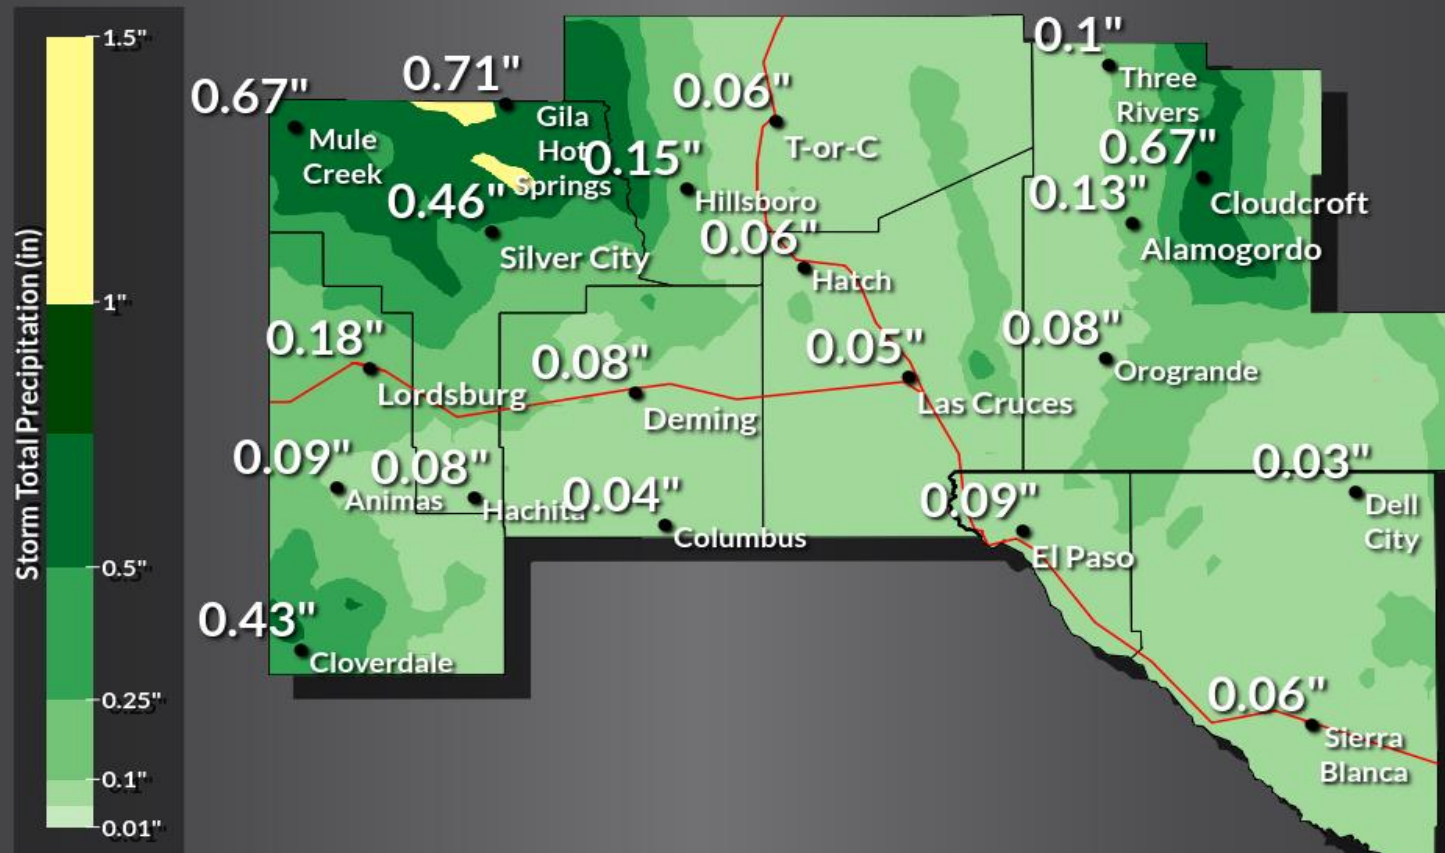 Storm Total Precipitation (in)
1.5"
1"
0.5"
0.25"
0.1"
0.01"
0.67"
Mule
Creek
0.71"
Gila
Hot
Springs
0.46"
Silver City
0.15"
Hillsboro
0.06"
T-or-C
0.06"
Hatch
0.1"
Three
Rivers
0.67"
Cloudcroft
0.13"
Alamogordo
0.18"
Lordsburg
0.08"
Deming
0.05"
Las Cruces
0.08"
Orogrande
0.09"
Animas
0.08"
Hachita
0.04"
Columbus
0.09"
El Paso
0.03"
Dell
City
0.43"
Cloverdale
0.06"
Sierra
Blanca